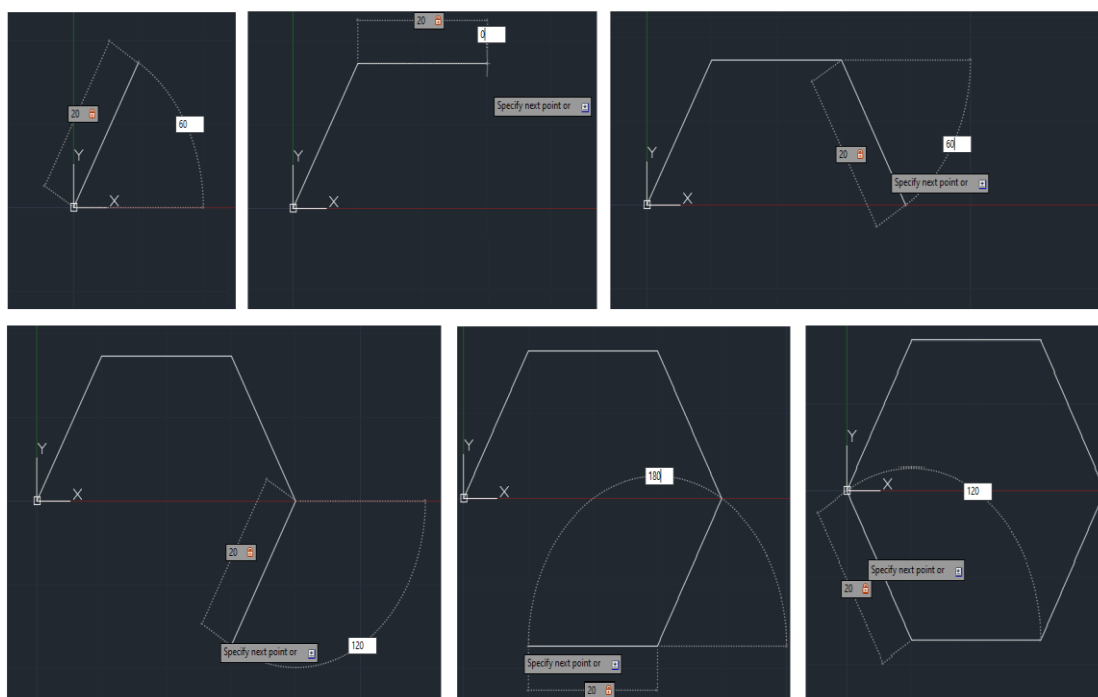 20
60
Y
X
20
0
Specify next point or
Y
X
20
60
Specify next point or
Y
X
Y
X
20
120
Specify next point or
180
Y
X
Specify next point or
20
120
X
Y
Specify next point or
20